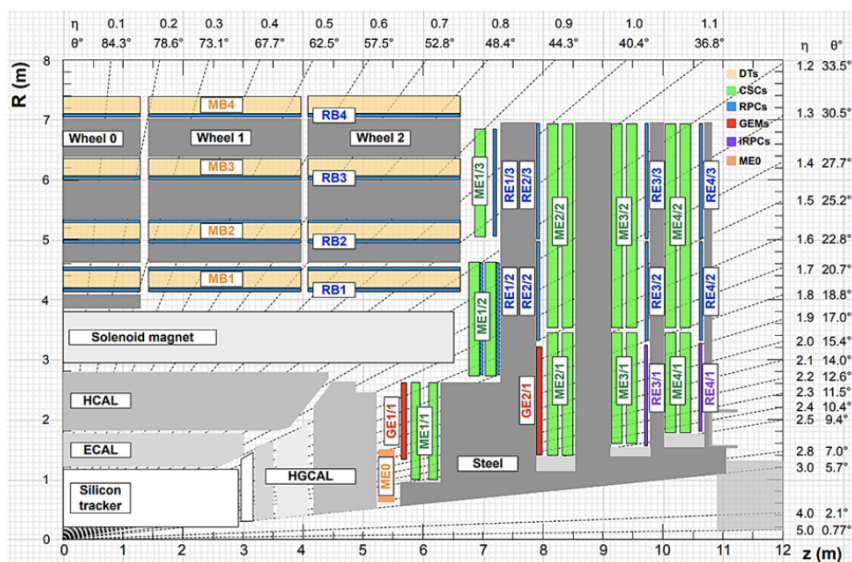 η 0.1 0.2 0.3 0.4 0.5 0.6 0.7 0.8 0.9 1.0 1.1 η θ°
θ° 84.3° 78.6° 73.1° 67.7° 62.5° 57.5° 52.8° 48.4° 44.3° 40.4° 36.8°
R (m)
8
7
6
5
4
3
2
1
0
1.2 33.5°
1.3 30.5°
1.4 27.7°
1.5 25.2°
1.6 22.8°
1.7 20.7°
1.8 18.8°
1.9 17.0°
2.0 15.4°
2.1 14.0°
2.2 12.6°
2.3 11.5°
2.4 10.4°
2.5 9.4°
2.8 7.0°
3.0 5.7°
4.0 2.1°
5.0 0.77°
DTs
CSCs
RPCs
GEMs
iRPCs
ME0
MB4
RB4
Wheel 0
Wheel 1
Wheel 2
MB3
RB3
MB2
RB2
MB1
RB1
Solenoid magnet
HCAL
ECAL
HGCAL
Silicon
tracker
Steel
ME0
GE1/1
ME1/1
ME1/2
ME1/3
RE1/3
RE2/3
RE1/2
RE2/2
GE2/1
ME2/2
ME2/1
ME3/2
ME3/1
RE3/3
RE3/2
RE3/1
ME4/2
ME4/1
RE4/3
RE4/2
RE4/1
0 1 2 3 4 5 6 7 8 9 10 11 12
z (m)